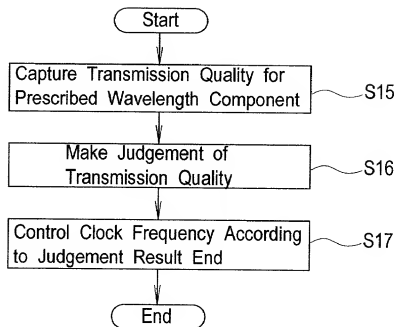 Start
Capture Transmission Quality for
Prescribed Wavelength Component
S15
Make Judgement of
Transmission Quality
S16
Control Clock Frequency According
to Judgement Result End
S17
End